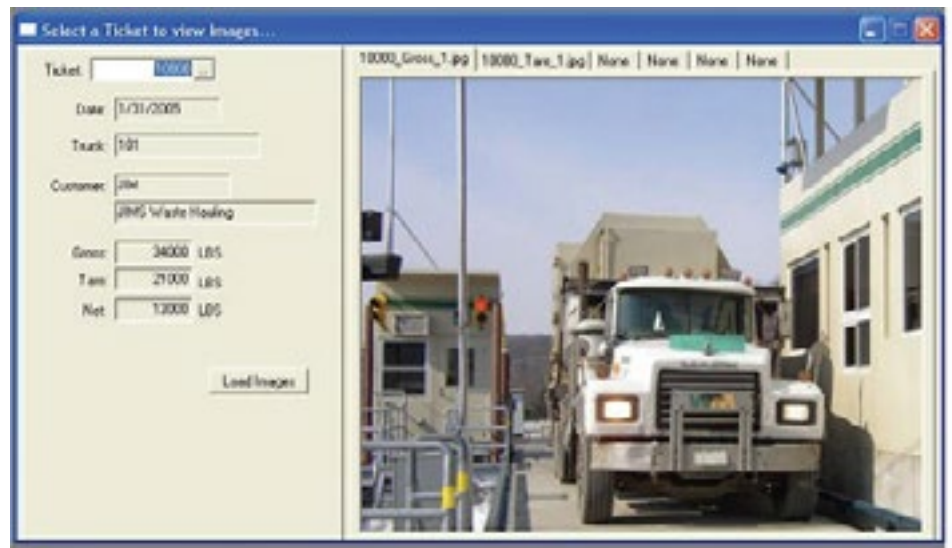 Select a Ticket to view Images...
Ticket: 10000 ...
Date: 1/31/2005
Truck: 101
Customer: JIM
JIMS Waste Hauling
Gross: 34000 LBS
Tare: 21000 LBS
Net: 13000 LBS
Load Images
10000_Gross_1.jpg 10000_Tare_1.jpg None None None None